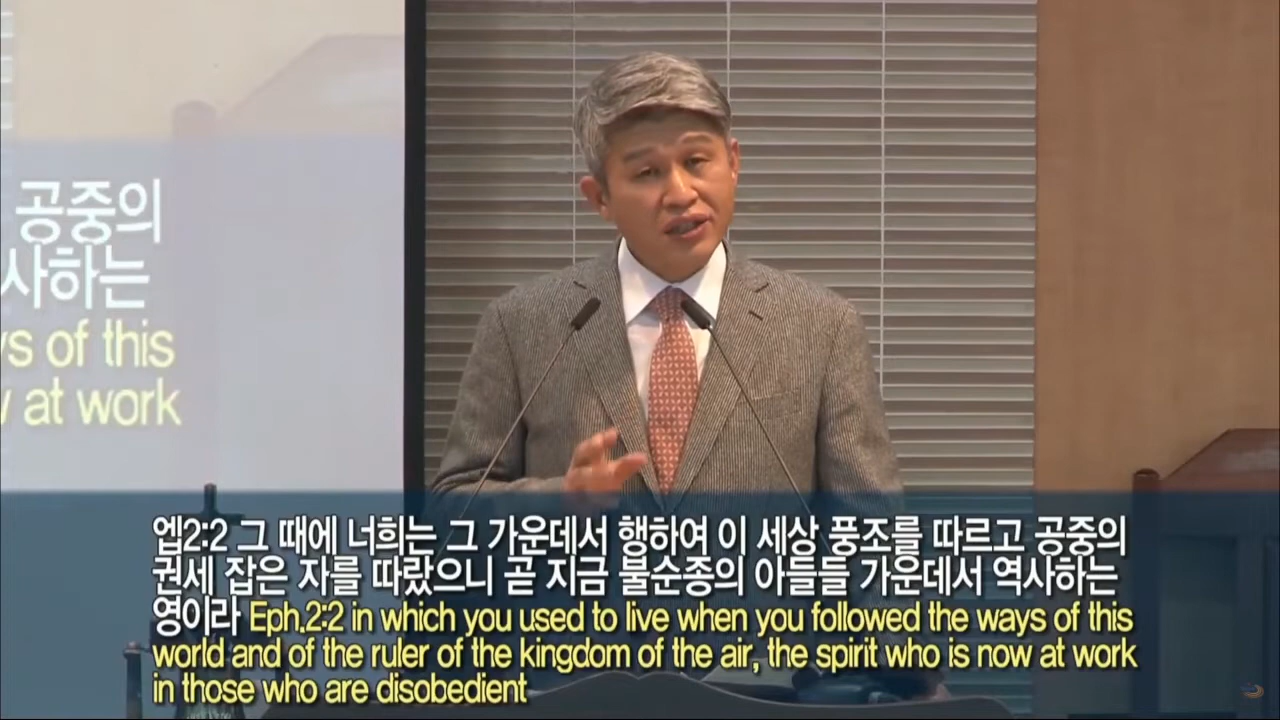 공중의
사하는
ys of this
at work
엡2:2 그 때에 너희는 그 가운데서 행하여 이 세상 풍조를 따르고 공중의
권세 잡은 자를 따랐으니 곧 지금 불순종의 아들들 가운데서 역사하는
영이라 Eph.2:2 in which you used to live when you followed the ways of this
world and of the ruler of the kingdom of the air, the spirit who is now at work
in those who are disobedient